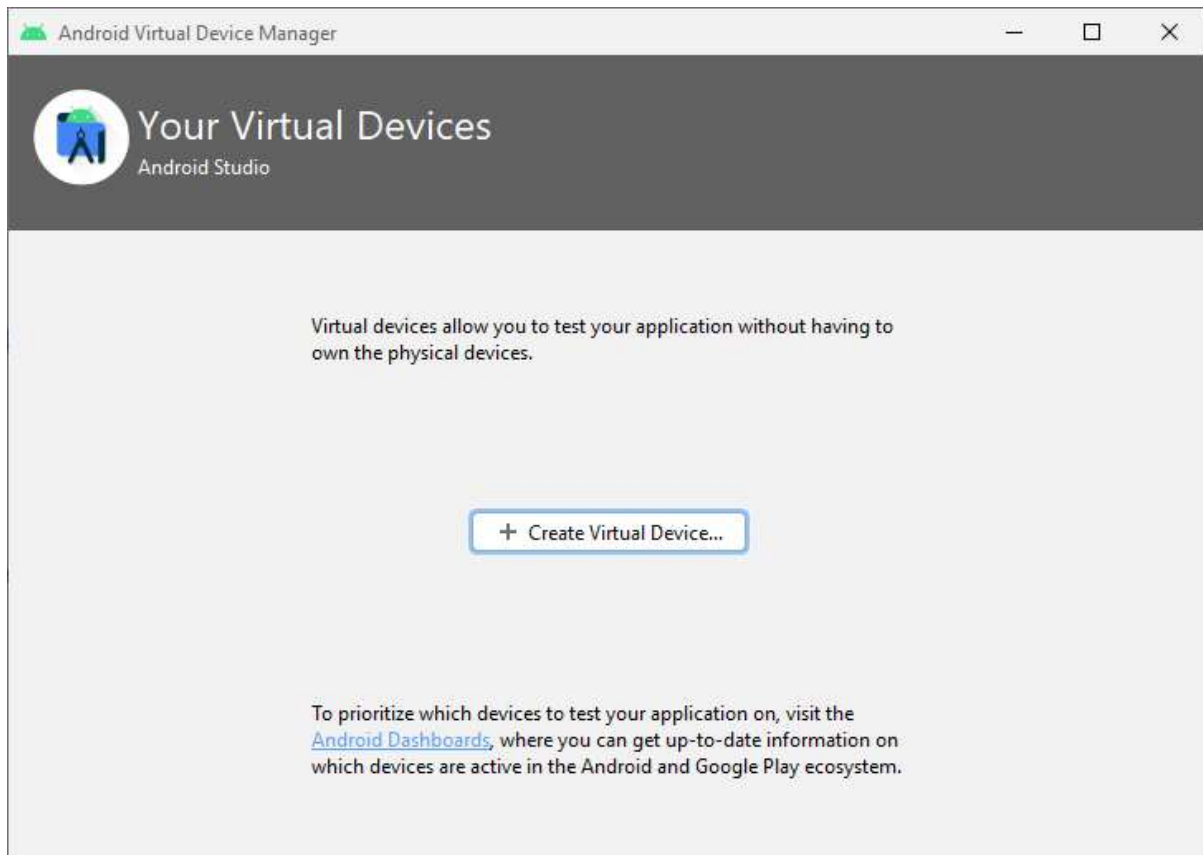 Android Virtual Device Manager
Your Virtual Devices
Android Studio
Virtual devices allow you to test your application without having to
own the physical devices.
+ Create Virtual Device...
To prioritize which devices to test your application on, visit the
Android Dashboards, where you can get up-to-date information on
which devices are active in the Android and Google Play ecosystem.